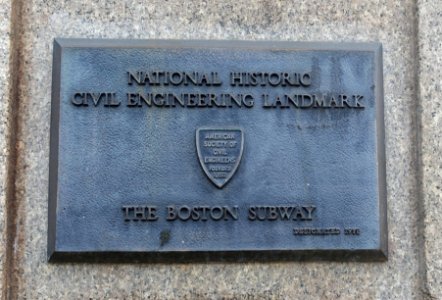 NATIONAL HISTORIC
CIVIL ENGINEERING LANDMARK
AMERICAN
SOCIETY OF
CIVIL
ENGINEERS
FOUNDED
THE BOSTON SUBWAY
DEDICATED